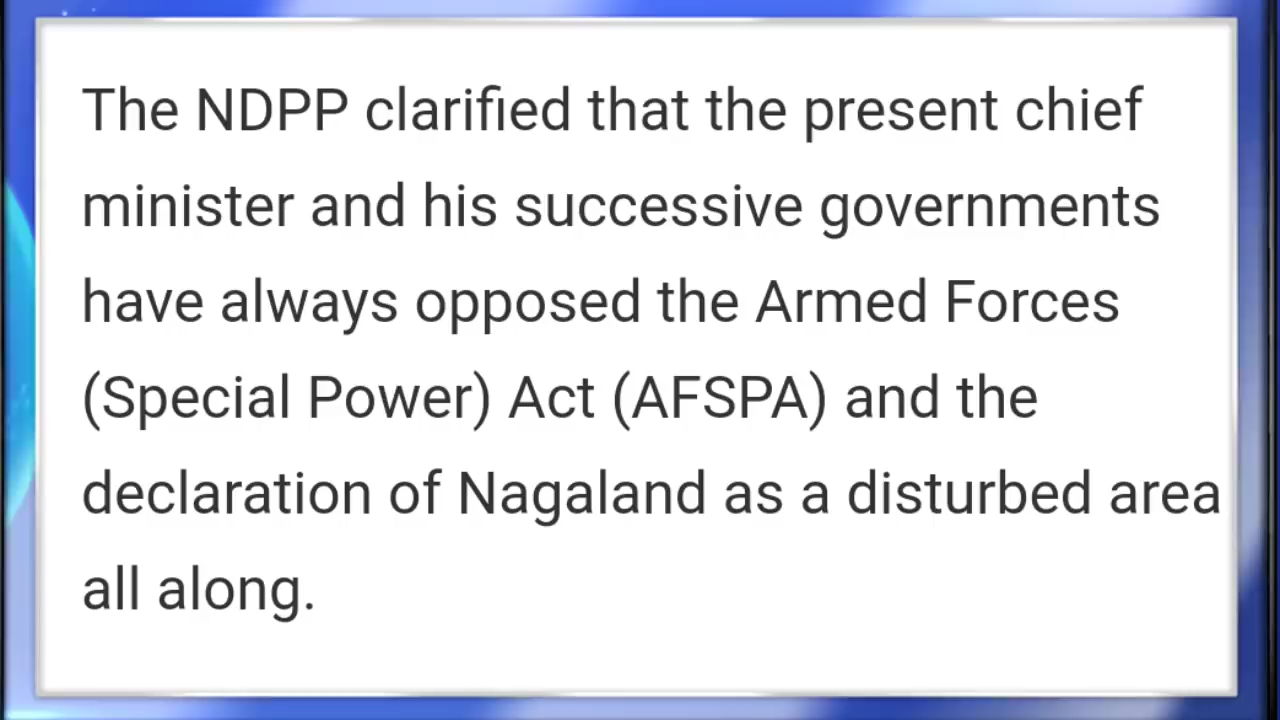 The NDPP clarified that the present chief
minister and his successive governments
have always opposed the Armed Forces
(Special Power) Act (AFSPA) and the
declaration of Nagaland as a disturbed area
all along.